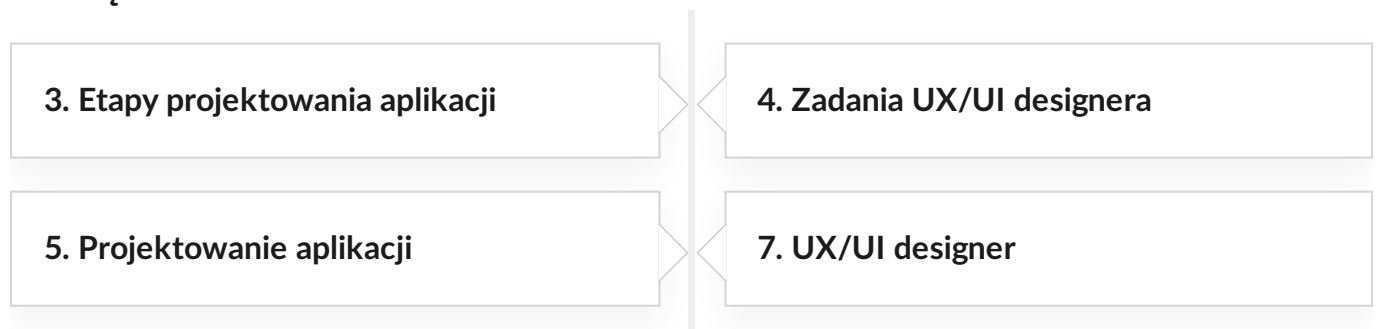 3. Etapy projektowania aplikacji
4. Zadania UX/UI designera
5. Projektowanie aplikacji
7. UX/UI designer